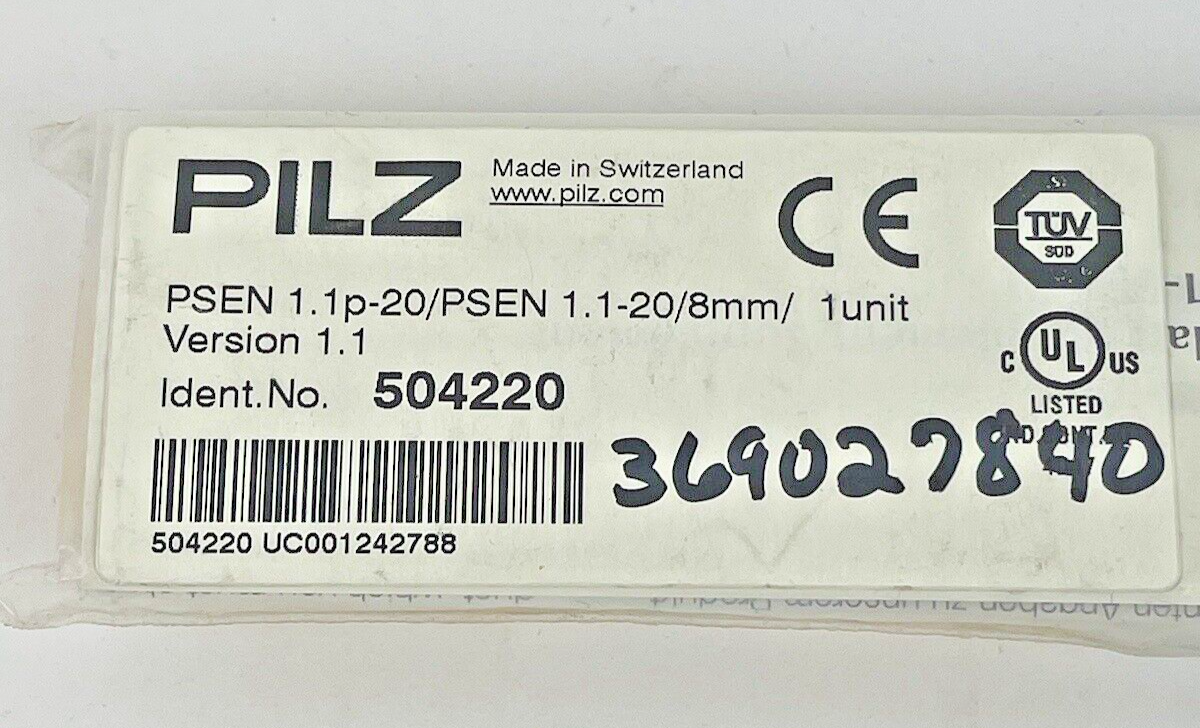 PILZ
Made in Switzerland
www.pilz.com
CE
TÜV
SÜD
PSEN 1.1p-20/PSEN 1.1-20/8mm/ 1unit
Version 1.1
Ident.No. 504220
C UL US
LISTED
369027840
504220 UC001242788